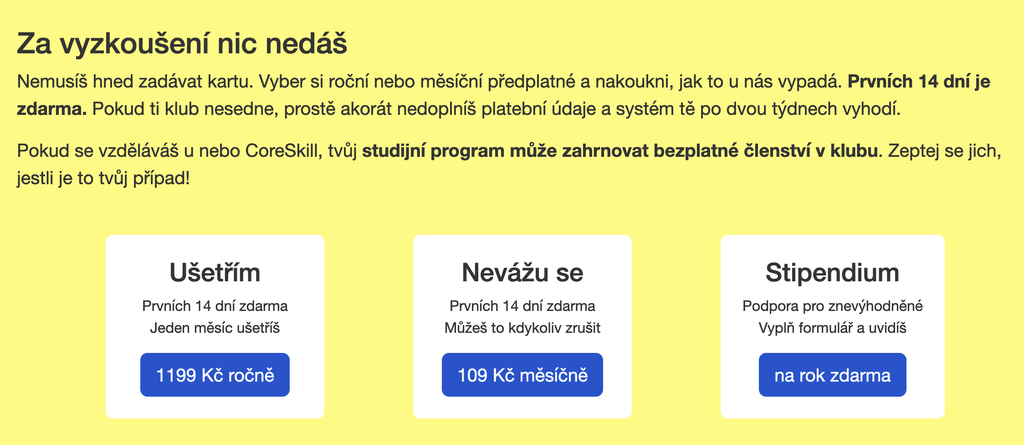 Za vyzkoušení nic nedáš
Nemusíš hned zadávat kartu. Vyber si roční nebo měsíční předplatné a nakoukni, jak to u nás vypadá. Prvních 14 dní je
zdarma. Pokud ti klub nesedne, prostě akorát nedoplníš platební údaje a systém tě po dvou týdnech vyhodí.
Pokud se vzděláváš u nebo CoreSkill, tvůj studijní program může zahrnovat bezplatné členství v klubu. Zeptej se jich,
jestli je to tvůj případ!
Ušetřím
Prvních 14 dní zdarma
Jeden měsíc ušetříš
1199 Kč ročně
Nevážu se
Prvních 14 dní zdarma
Můžeš to kdykoliv zrušit
109 Kč měsíčně
Stipendium
Podpora pro znevýhodněné
Vyplň formulář a uvidíš
na rok zdarma